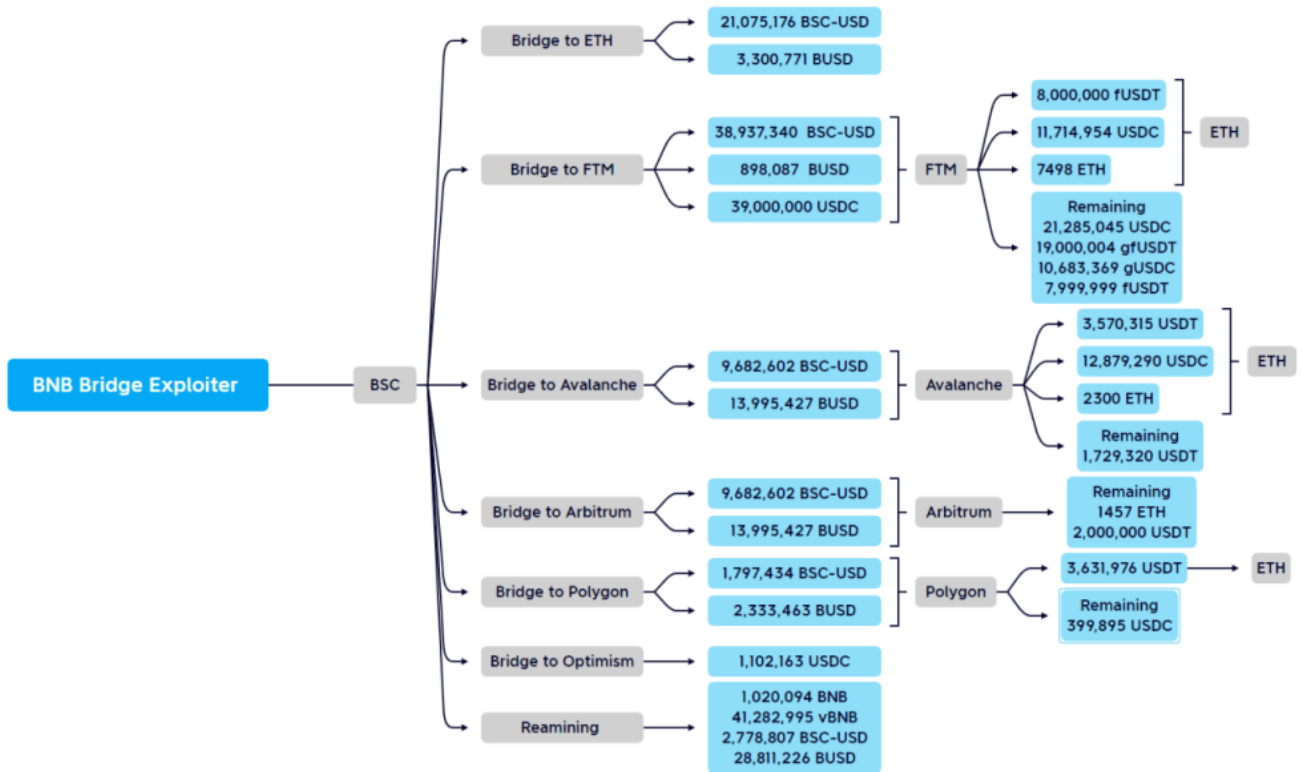 BNB Bridge Exploiter
BSC
Bridge to ETH
21,075,176 BSC-USD
3,300,771 BUSD
Bridge to FTM
38,937,340 BSC-USD
898,087 BUSD
39,000,000 USDC
FTM
8,000,000 fUSDT
11,714,954 USDC
7498 ETH
ETH
Remaining
21,285,045 USDC
19,000,004 gfUSDT
10,683,369 gUSDC
7,999,999 fUSDT
Bridge to Avalanche
9,682,602 BSC-USD
13,995,427 BUSD
Avalanche
3,570,315 USDT
12,879,290 USDC
2300 ETH
ETH
Remaining
1,729,320 USDT
Bridge to Arbitrum
9,682,602 BSC-USD
13,995,427 BUSD
Arbitrum
Remaining
1457 ETH
2,000,000 USDT
Bridge to Polygon
1,797,434 BSC-USD
2,333,463 BUSD
Polygon
3,631,976 USDT
ETH
Remaining
399,895 USDC
Bridge to Optimism
1,102,163 USDC
Reamining
1,020,094 BNB
41,282,995 vBNB
2,778,807 BSC-USD
28,811,226 BUSD